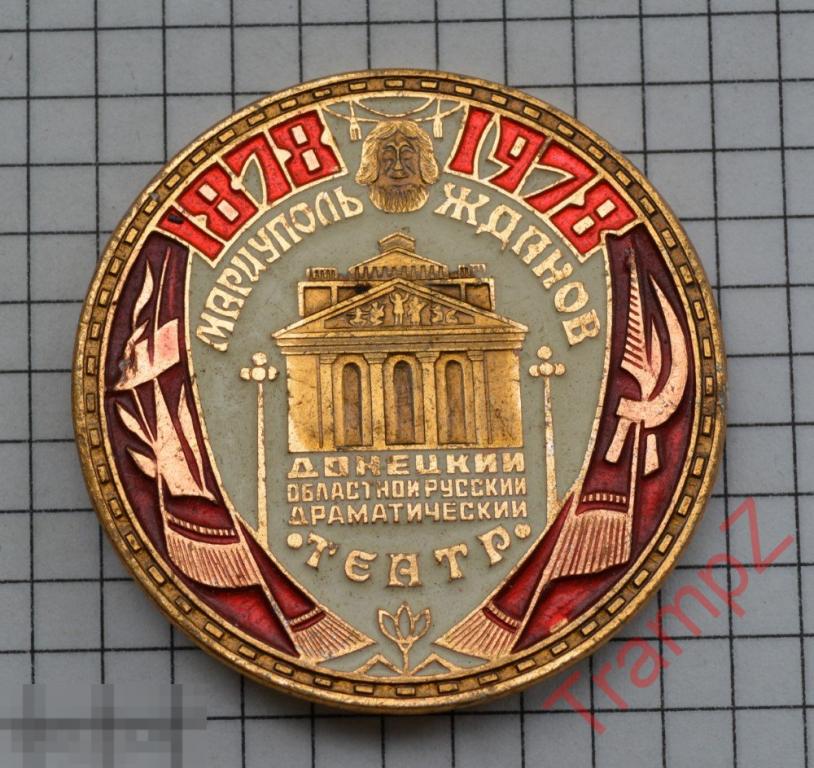 1878 1978
МАРИУПОЛЬ ЖДАНОВ
ДОНЕЦКИЙ
ОБЛАСТНОЙ РУССКИЙ
ДРАМАТИЧЕСКИЙ
•ТЕАТР•
TrampZ